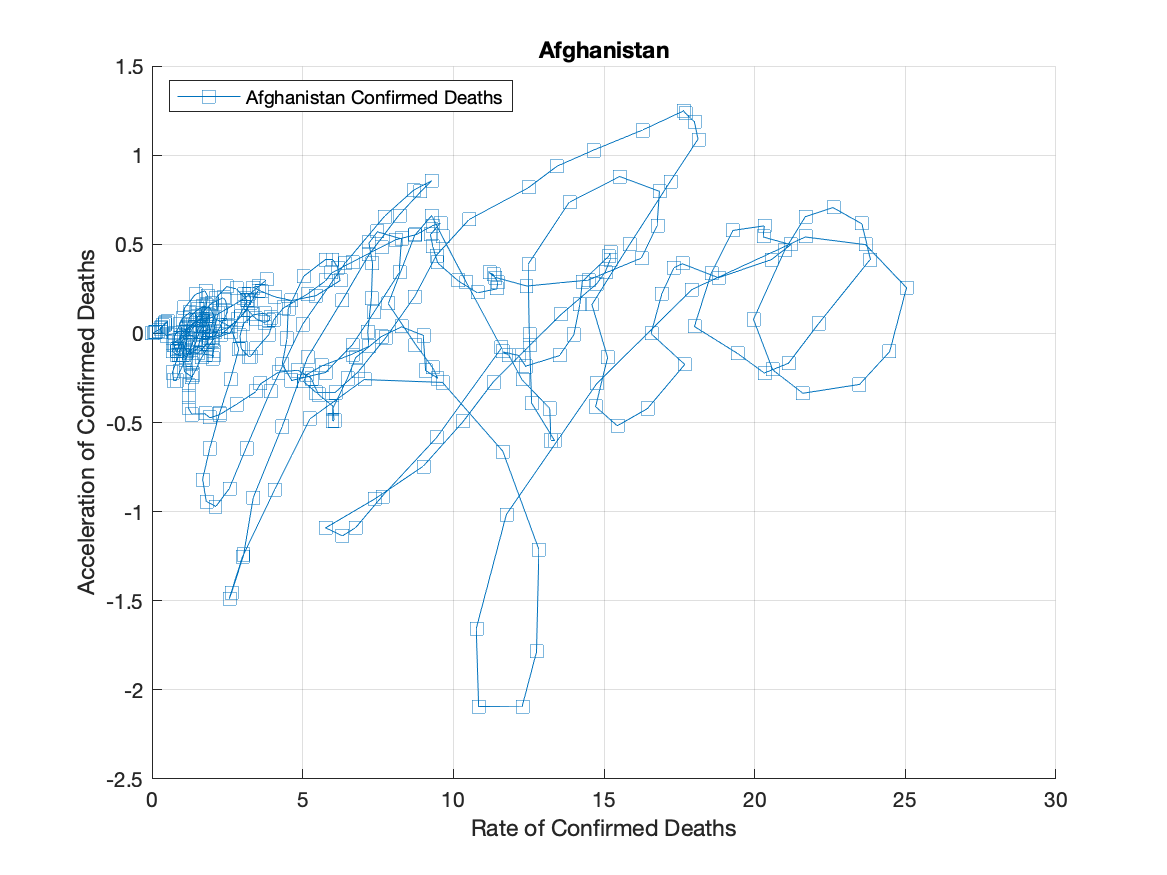 Afghanistan
Afghanistan Confirmed Deaths
1.5
1
0.5
0
-0.5
-1
-1.5
-2
-2.5
Acceleration of Confirmed Deaths
0 5 10 15 20 25 30
Rate of Confirmed Deaths